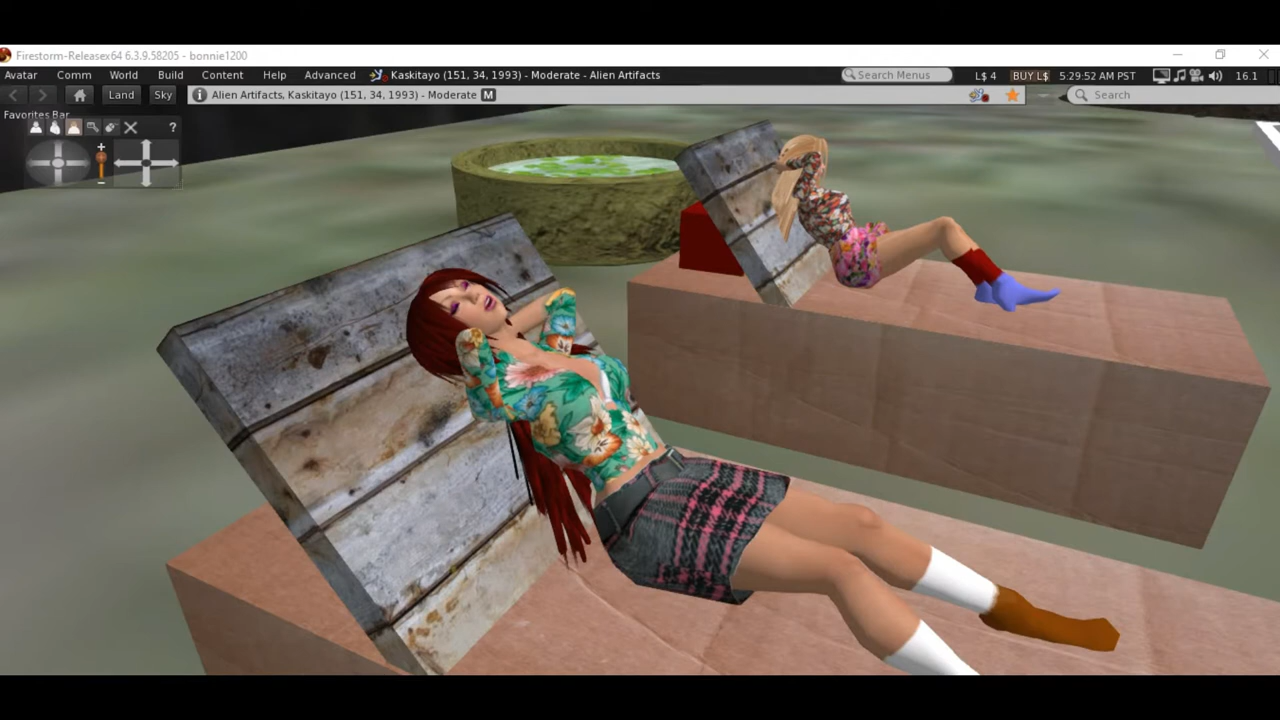 Firestorm-Releasex64 6.3.9.58205 - bonnie1200
Avatar Comm World Build Content Help Advanced Kaskitayo (151, 34, 1993) - Moderate - Alien Artifacts Search Menus L$ 4 BUY L$ 5:29:52 AM PST 16.1
Land Sky Alien Artifacts, Kaskitayo (151, 34, 1993) - Moderate M Search
Favorites Bar
?